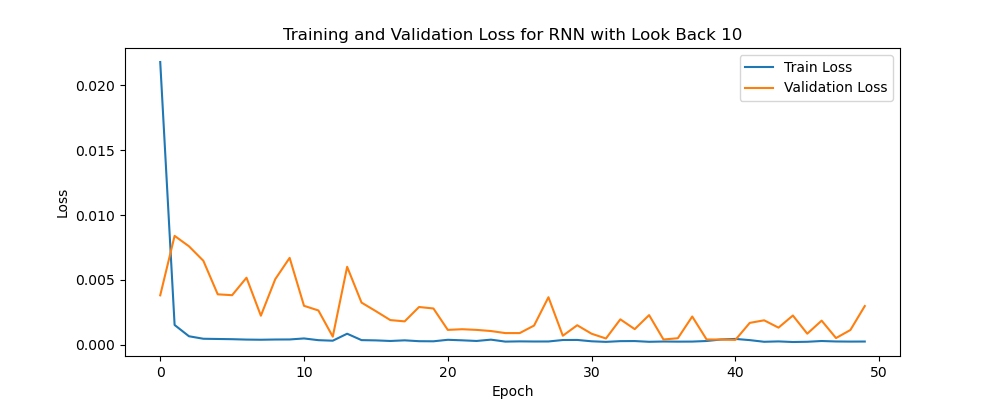 Training and Validation Loss for RNN with Look Back 10
Train Loss
Validation Loss
0.020
0.015
0.010
0.005
0.000
Loss
0 10 20 30 40 50
Epoch